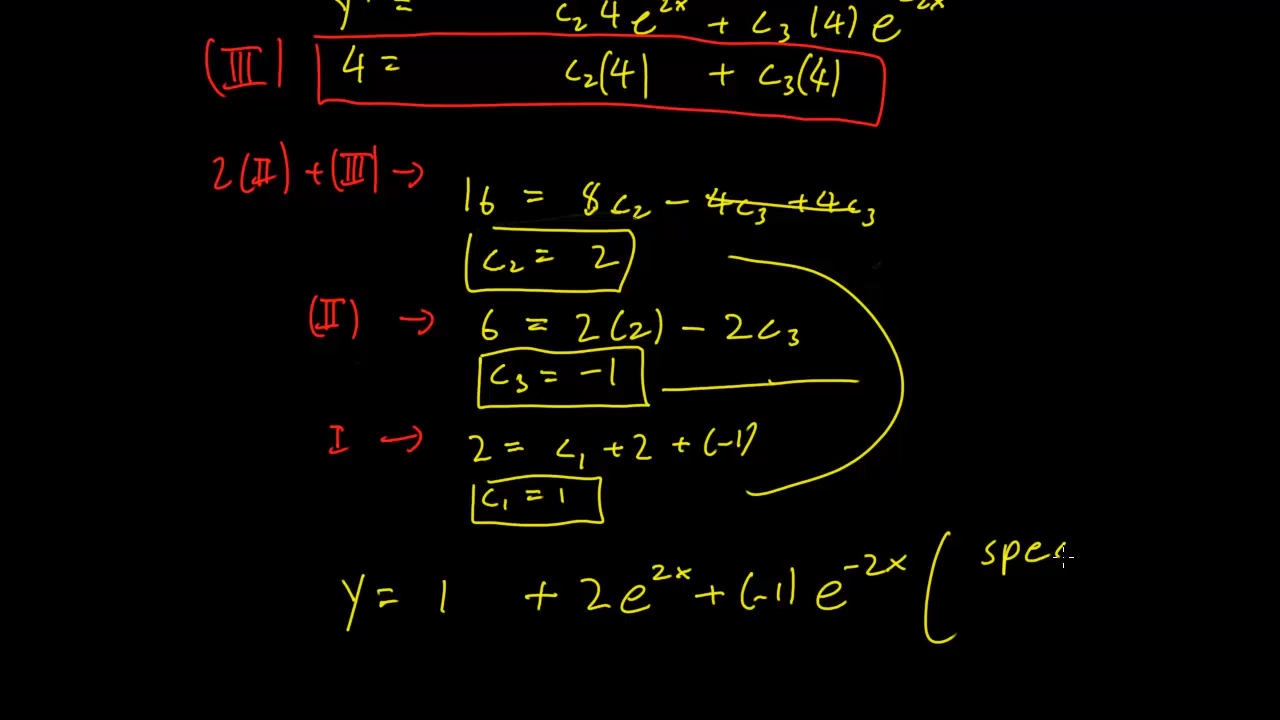 y'' = c₂4e^{2x} + c₃(4)e^{-2x}
(III) 4 = c₂(4) + c₃(4)
2(II) + (III) →
16 = 8c₂ - 4c₃ + 4c₃
c₂ = 2
(II) → 6 = 2(2) - 2c₃
c₃ = -1
I → 2 = c₁ + 2 + (-1)
c₁ = 1
y = 1 + 2e^{2x} + (-1)e^{-2x} ( spec